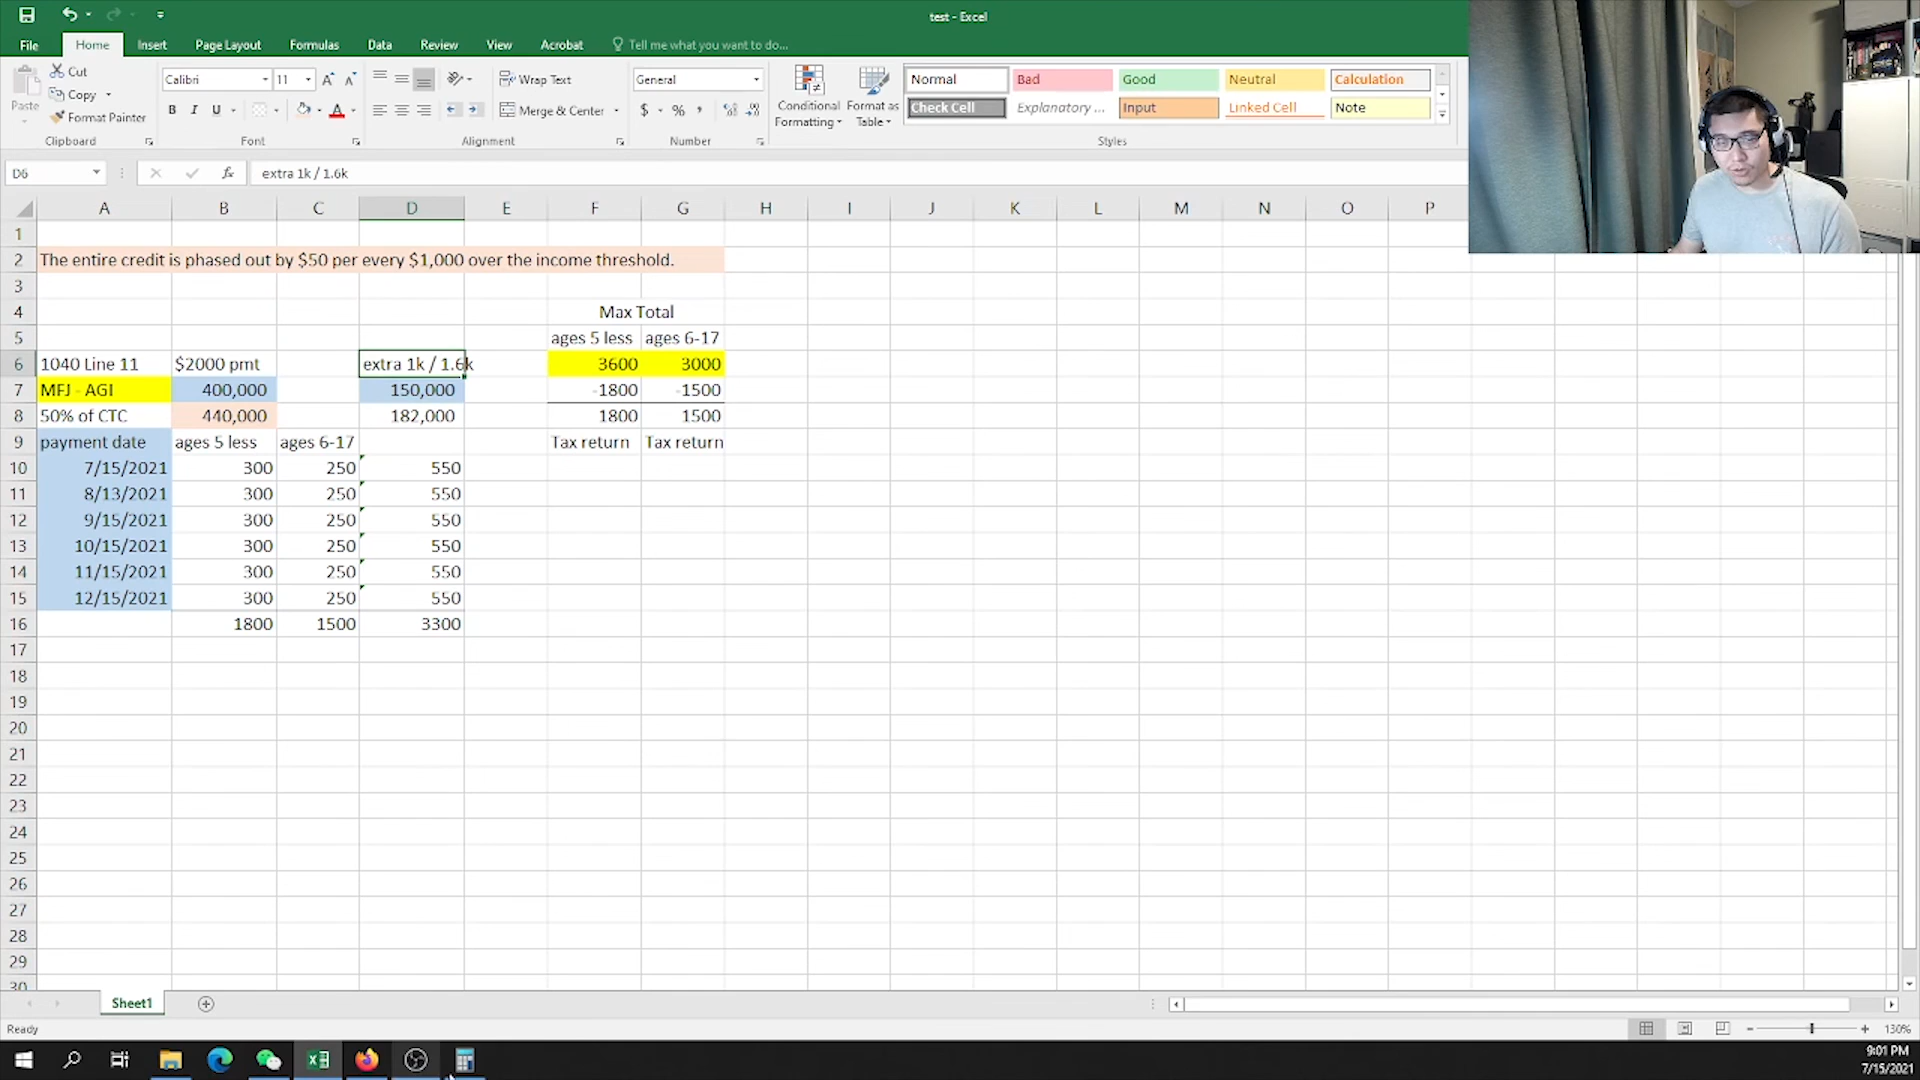 test - Excel
File Home Insert Page Layout Formulas Data Review View Acrobat Tell me what you want to do...
Paste
Cut
Copy
Format Painter
Clipboard
Calibri 11
B I U
Font
Wrap Text
Merge & Center
Alignment
General
$ %
Number
Conditional Formatting
Format as Table
Normal Bad Good Neutral Calculation
Check Cell Explanatory ... Input Linked Cell Note
Styles
D6 fx extra 1k / 1.6k
A B C D E F G H I J K L M N O P
1
2 The entire credit is phased out by $50 per every $1,000 over the income threshold.
3
4 Max Total
5 ages 5 less ages 6-17
6 1040 Line 11 $2000 pmt extra 1k / 1.6k 3600 3000
7 MFJ - AGI 400,000 150,000 -1800 -1500
8 50% of CTC 440,000 182,000 1800 1500
9 payment date ages 5 less ages 6-17 Tax return Tax return
10 7/15/2021 300 250 550
11 8/13/2021 300 250 550
12 9/15/2021 300 250 550
13 10/15/2021 300 250 550
14 11/15/2021 300 250 550
15 12/15/2021 300 250 550
16 1800 1500 3300
17
18
19
20
21
22
23
24
25
26
27
28
29
30
Sheet1
Ready
130%
9:01 PM
7/15/2021